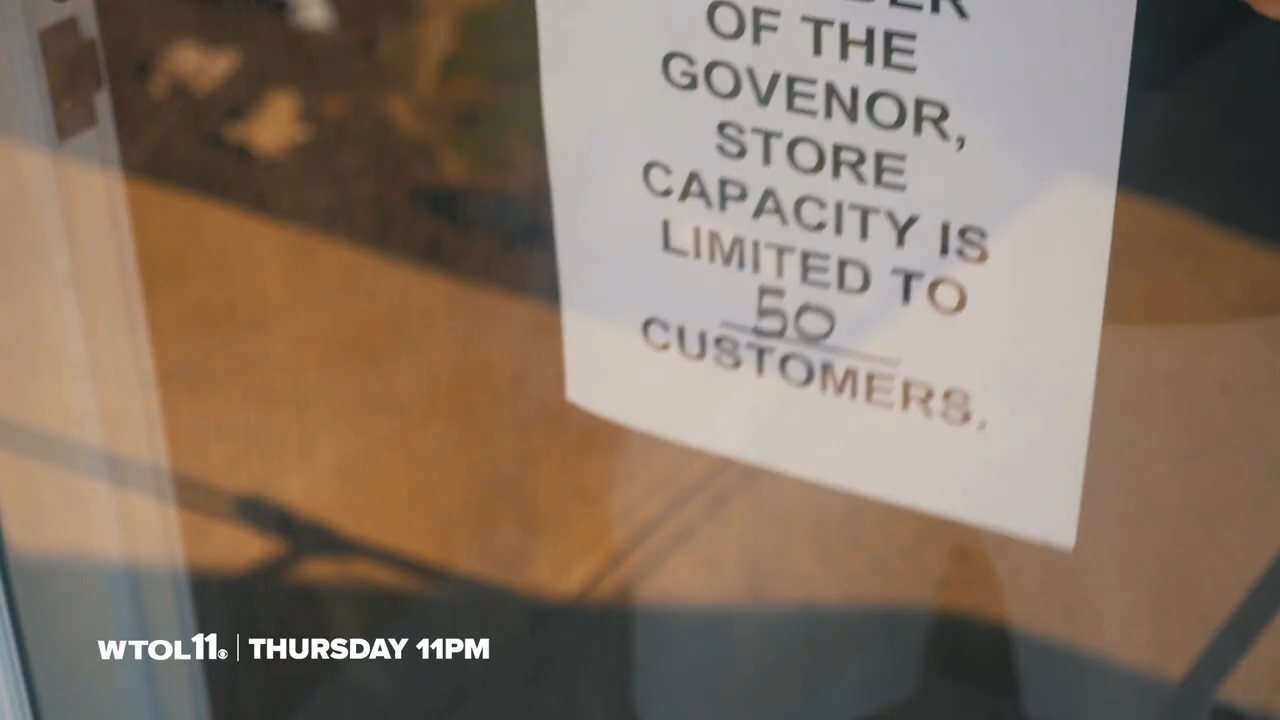 OF THE
GOVENOR,
STORE
CAPACITY IS
LIMITED TO
50
CUSTOMERS.
WTOL11 | THURSDAY 11PM